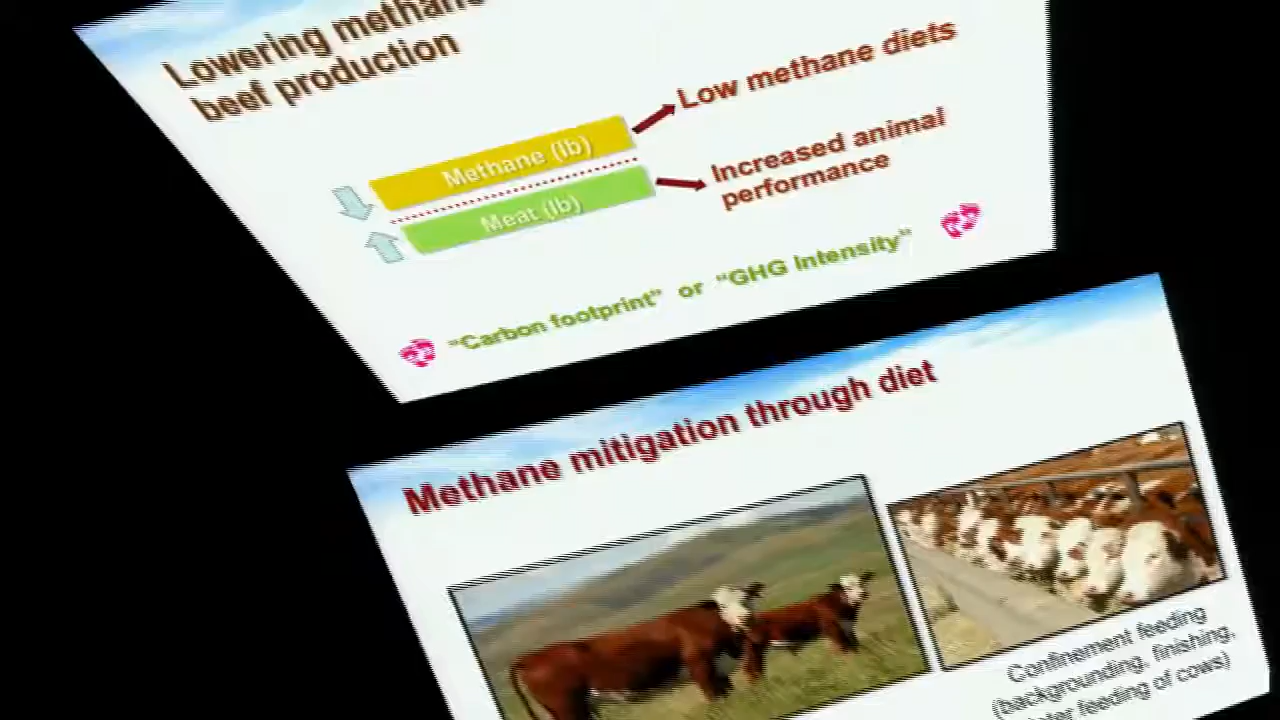 Lowering methane
beef production
Low methane diets
Methane (lb)
Meat (lb)
Increased animal
performance
"Carbon footprint" or "GHG Intensity"
Methane mitigation through diet
Confinement feeding
(backgrounding, finishing,
feeding of cows)